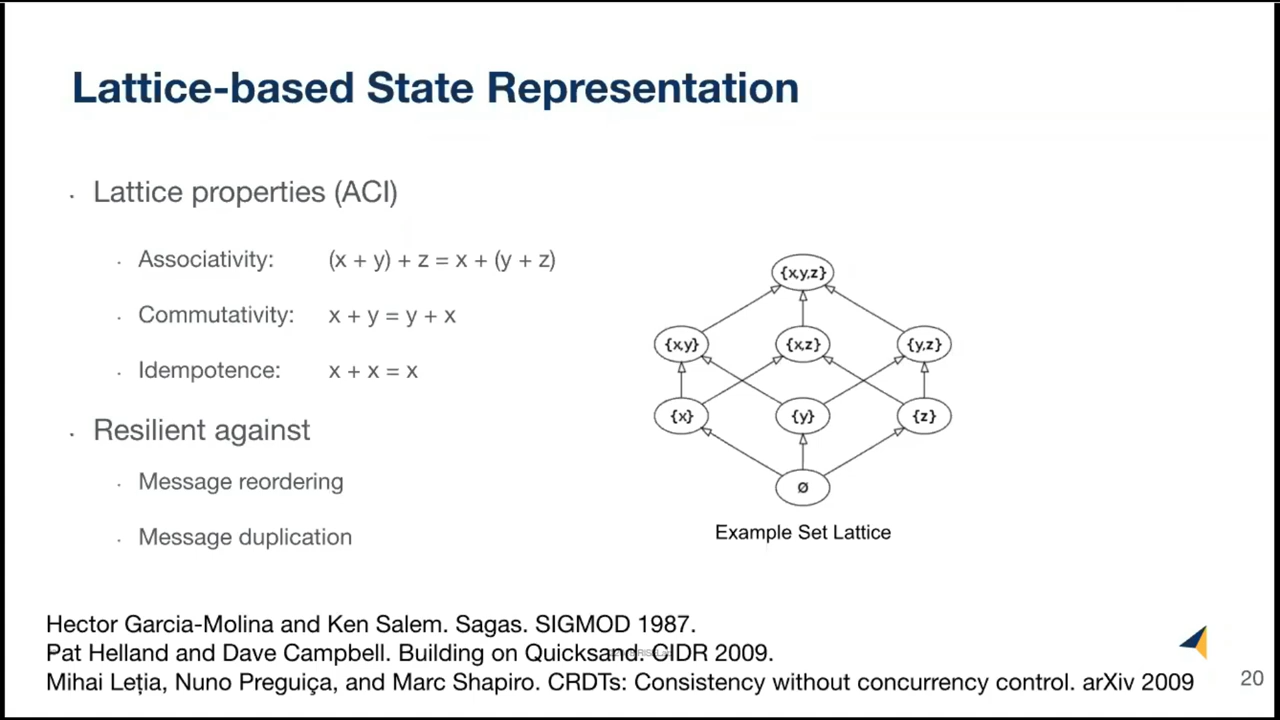 Lattice-based State Representation
· Lattice properties (ACI)
· Associativity: (x + y) + z = x + (y + z)
· Commutativity: x + y = y + x
· Idempotence: x + x = x
· Resilient against
· Message reordering
· Message duplication
{x,y,z}
{x,y} {x,z} {y,z}
{x} {y} {z}
Ø
Example Set Lattice
Hector Garcia-Molina and Ken Salem. Sagas. SIGMOD 1987.
Pat Helland and Dave Campbell. Building on Quicksand. CIDR 2009.
Mihai Leția, Nuno Preguiça, and Marc Shapiro. CRDTs: Consistency without concurrency control. arXiv 2009
20